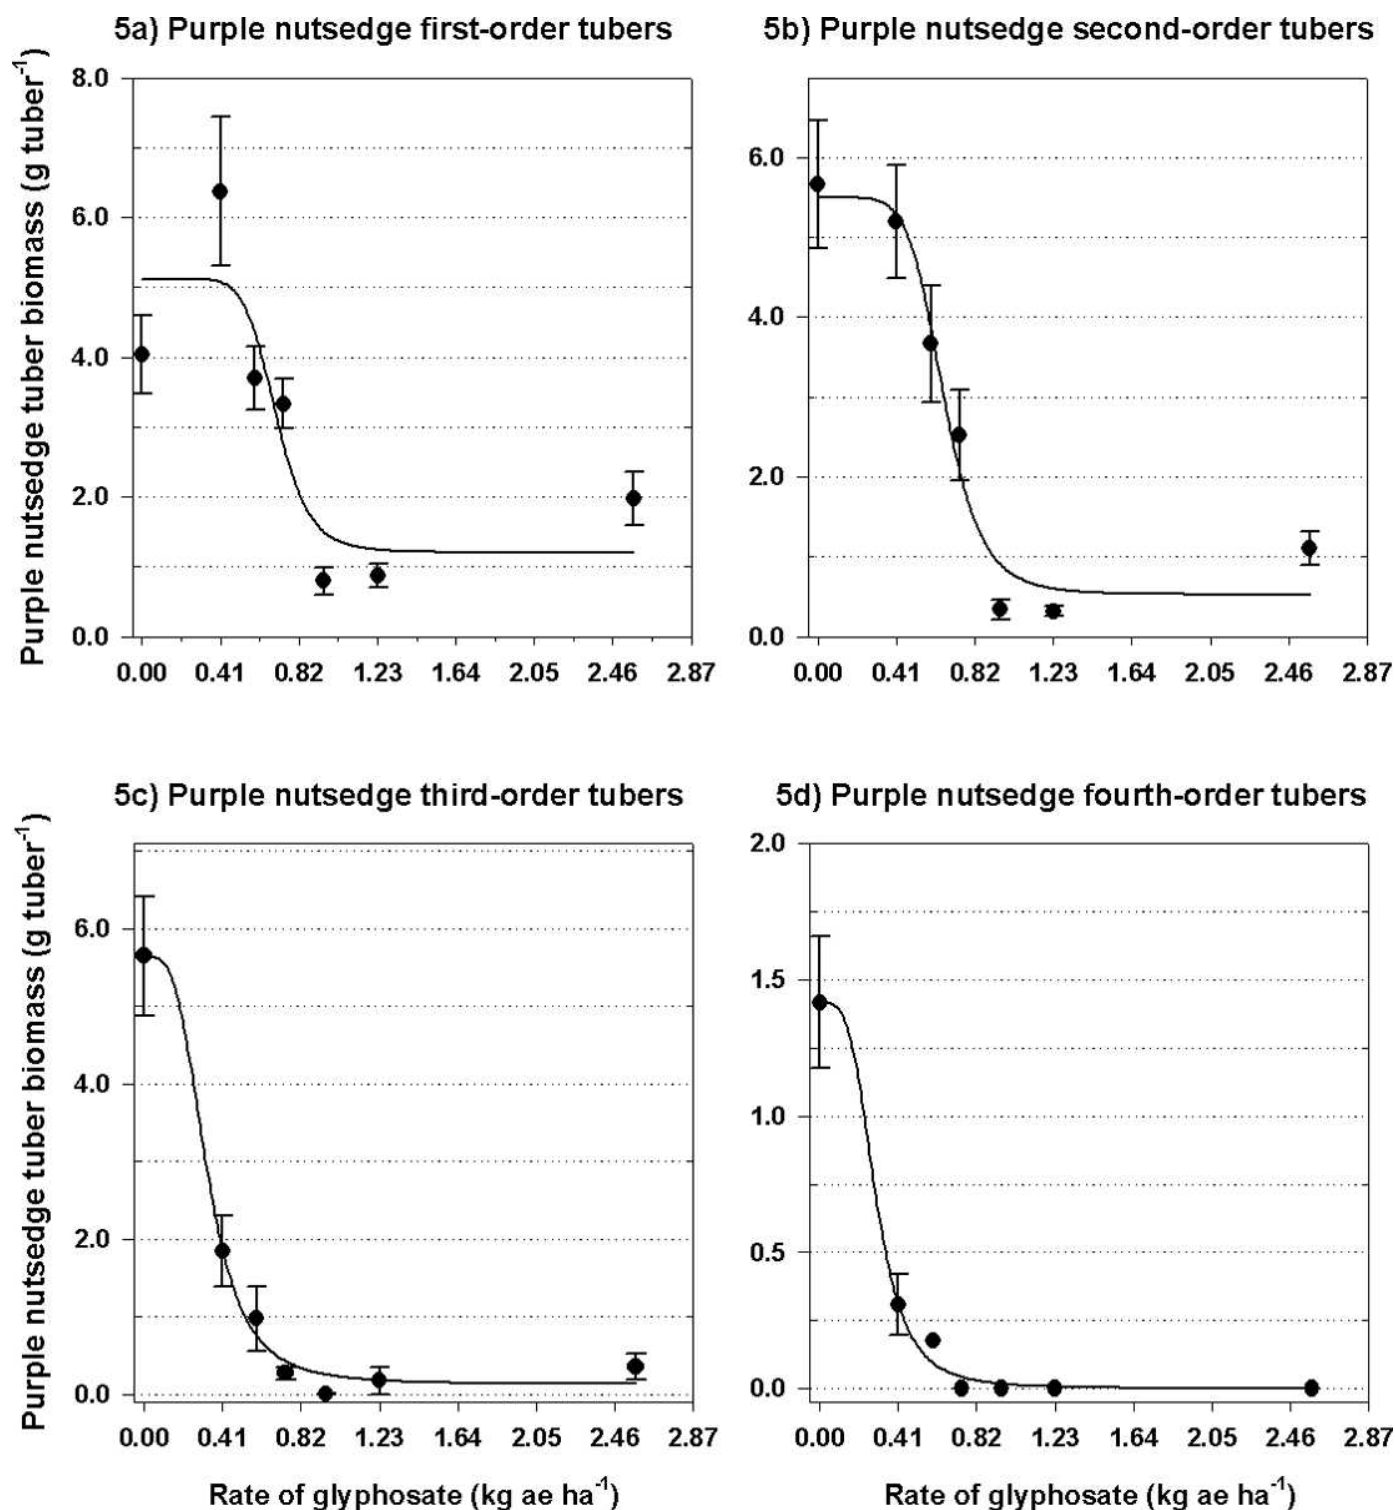 5a) Purple nutsedge first-order tubers
5b) Purple nutsedge second-order tubers
Purple nutsedge tuber biomass (g tuber⁻¹)
8.0
6.0
4.0
2.0
0.0
0.00 0.41 0.82 1.23 1.64 2.05 2.46 2.87
6.0
4.0
2.0
0.0
0.00 0.41 0.82 1.23 1.64 2.05 2.46 2.87
5c) Purple nutsedge third-order tubers
5d) Purple nutsedge fourth-order tubers
Purple nutsedge tuber biomass (g tuber⁻¹)
6.0
4.0
2.0
0.0
0.00 0.41 0.82 1.23 1.64 2.05 2.46 2.87
Rate of glyphosate (kg ae ha⁻¹)
2.0
1.5
1.0
0.5
0.0
0.00 0.41 0.82 1.23 1.64 2.05 2.46 2.87
Rate of glyphosate (kg ae ha⁻¹)